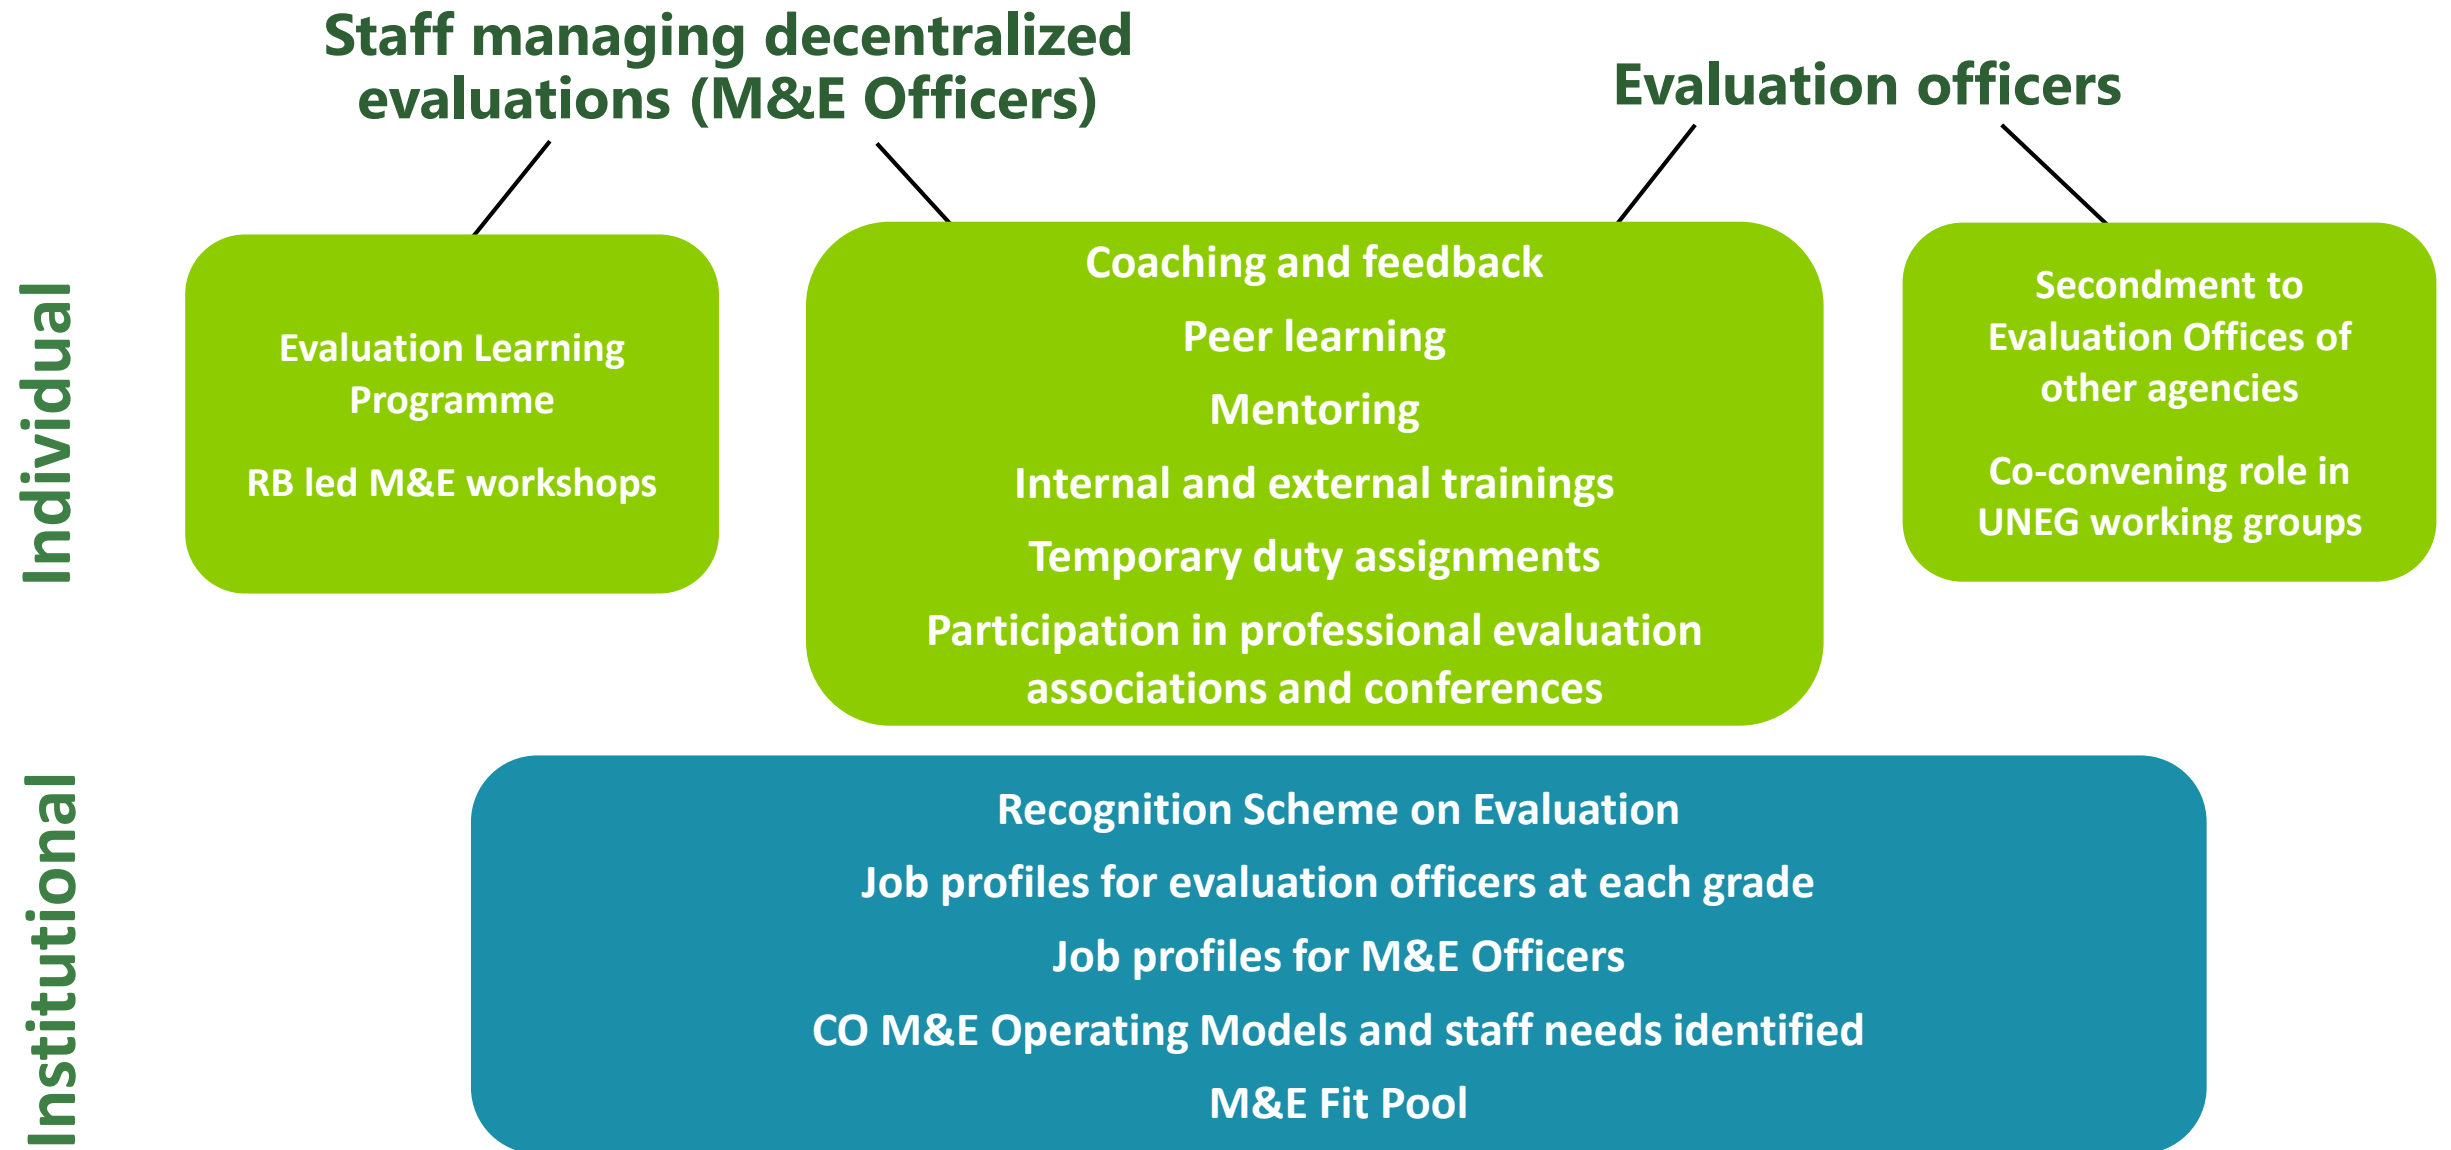 Staff managing decentralized
evaluations (M&E Officers)
Evaluation officers
Individual
Evaluation Learning
Programme
RB led M&E workshops
Coaching and feedback
Peer learning
Mentoring
Internal and external trainings
Temporary duty assignments
Participation in professional evaluation
associations and conferences
Secondment to
Evaluation Offices of
other agencies
Co-convening role in
UNEG working groups
Institutional
Recognition Scheme on Evaluation
Job profiles for evaluation officers at each grade
Job profiles for M&E Officers
CO M&E Operating Models and staff needs identified
M&E Fit Pool